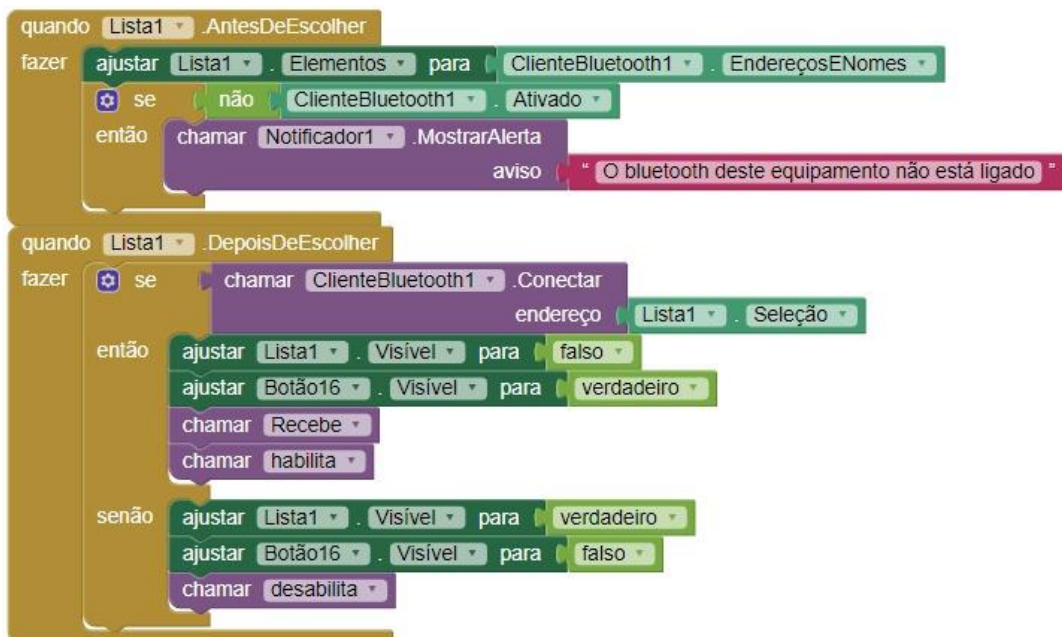 quando Lista1 .AntesDeEscolher
fazer ajustar Lista1 . Elementos para ClienteBluetooth1 . EndereçosENomes
se não ClienteBluetooth1 . Ativado
então chamar Notificador1 .MostrarAlerta
aviso " O bluetooth deste equipamento não está ligado "
quando Lista1 .DepoisDeEscolher
fazer se chamar ClienteBluetooth1 .Conectar
endereço Lista1 . Seleção
então ajustar Lista1 . Visível para falso
ajustar Botão16 . Visível para verdadeiro
chamar Recebe
chamar habilita
senão ajustar Lista1 . Visível para verdadeiro
ajustar Botão16 . Visível para falso
chamar desabilita